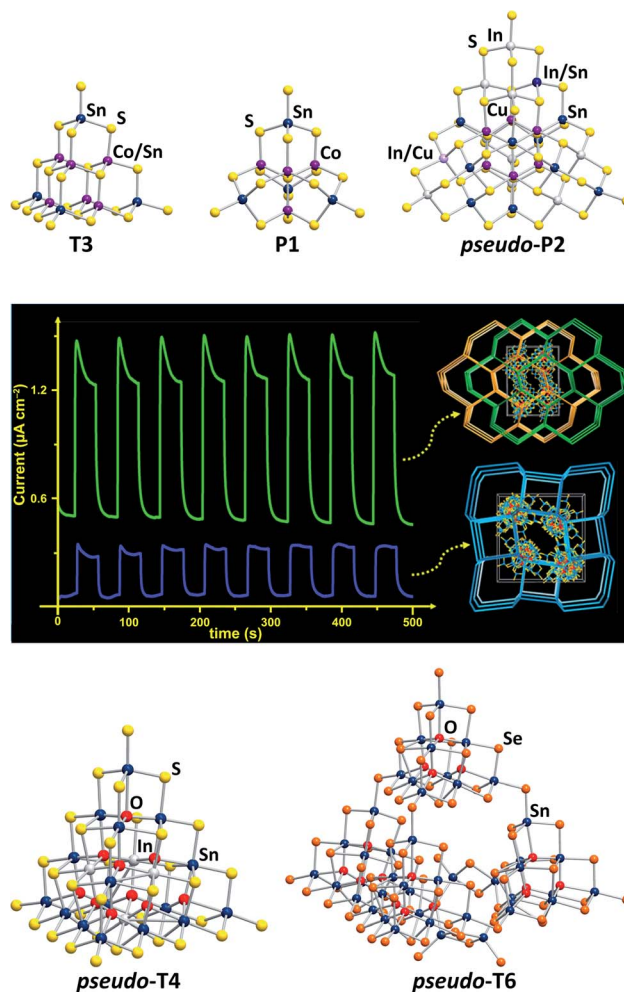 In
S
In/Sn
Sn
S
Co/Sn
Sn
S
Co
Cu
Sn
In/Cu
T3
P1
pseudo-P2
Current (µA cm⁻²)
1.2
0.6
0
0 100 200 300 400 500
time (s)
S
O
In
Sn
O
Se
Sn
pseudo-T4
pseudo-T6